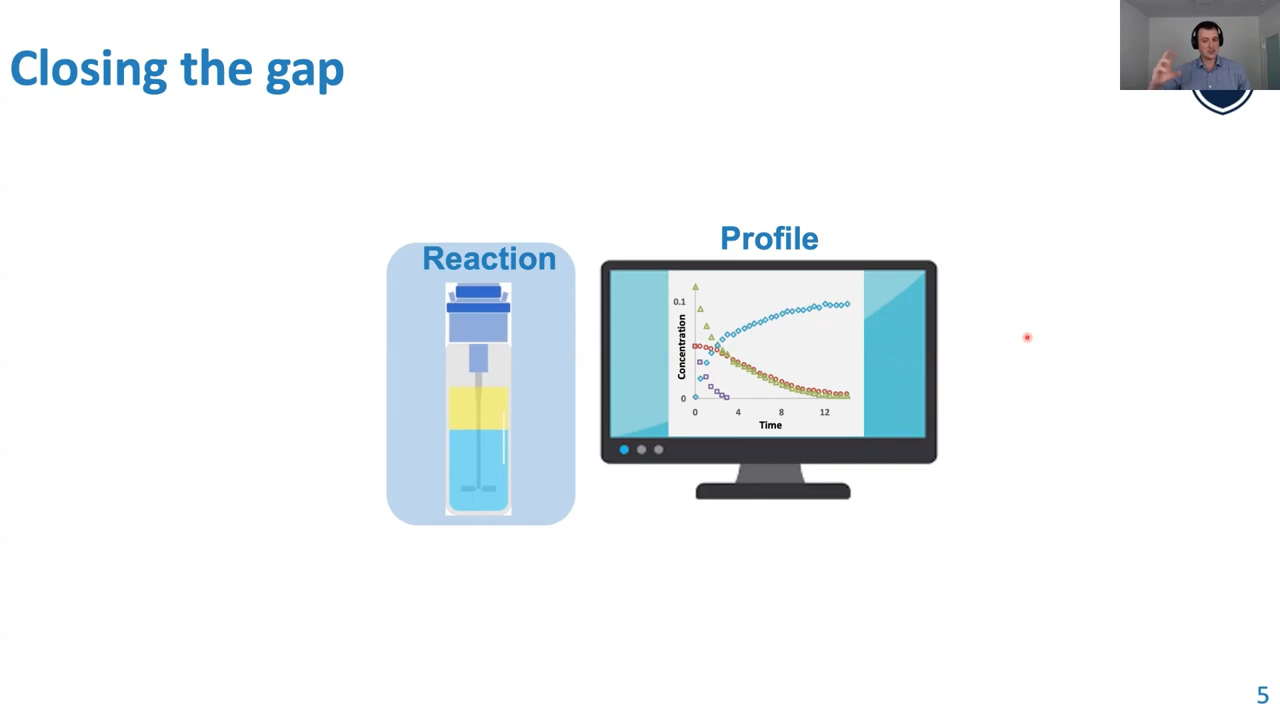 Closing the gap
Reaction
Profile
0.1
Concentration
0
0 4 8 12
Time
5